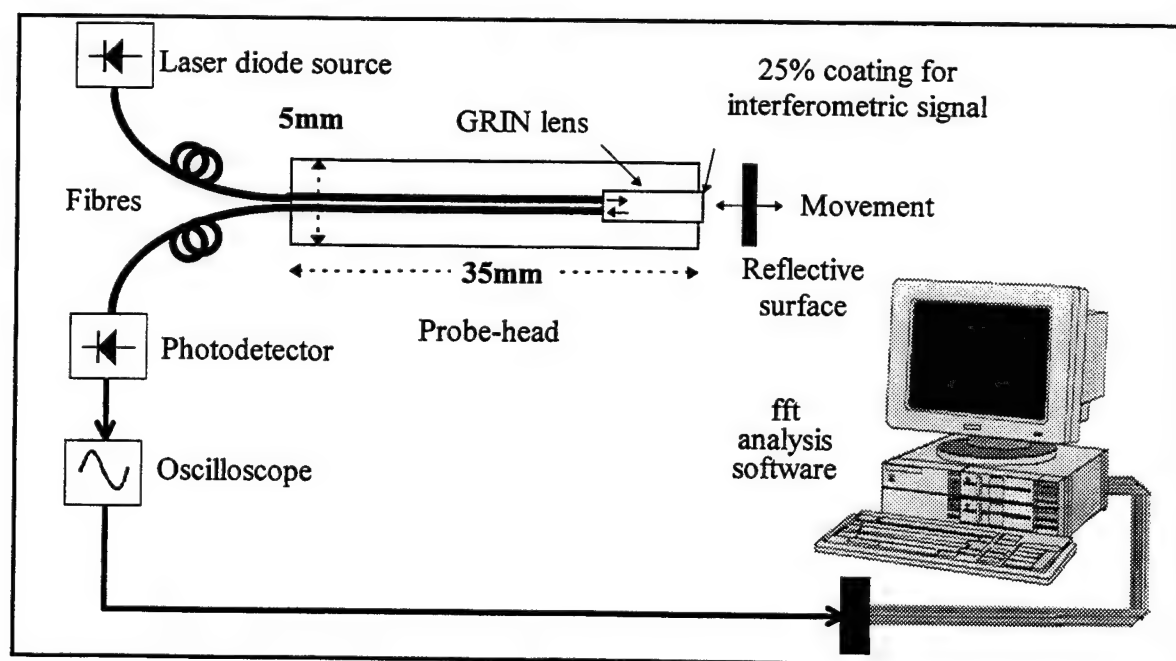 Laser diode source
25% coating for
interferometric signal
5mm
GRIN lens
Fibres
Movement
35mm
Reflective
surface
Probe-head
Photodetector
fft
analysis
software
Oscilloscope